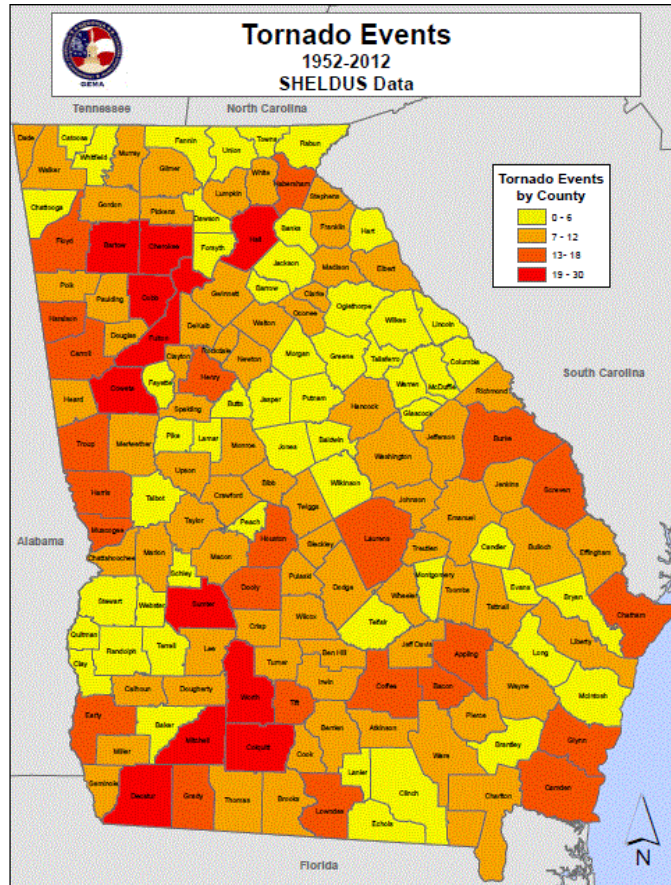 Tornado Events
1952-2012
SHELDUS Data
GEMA
Tennessee
North Carolina
Tornado Events
by County
0 - 6
7 - 12
13 - 18
19 - 30
South Carolina
Alabama
Florida
N
Dade
Catoosa
Whitfield
Murray
Fannin
Union
Towns
Rabun
Walker
Gilmer
White
Habersham
Lumpkin
Stephens
Chattooga
Gordon
Pickens
Dawson
Banks
Franklin
Hart
Floyd
Bartow
Cherokee
Forsyth
Hall
Jackson
Madison
Elbert
Polk
Paulding
Cobb
Gwinnett
Barrow
Clarke
Oconee
Oglethorpe
Wilkes
Lincoln
Haralson
Douglas
Fulton
DeKalb
Walton
Carroll
Clayton
Rockdale
Newton
Morgan
Greene
Taliaferro
Columbia
McDuffie
Warren
Heard
Coweta
Fayette
Henry
Spalding
Butts
Jasper
Putnam
Hancock
Glascock
Richmond
Troup
Meriwether
Pike
Lamar
Monroe
Jones
Baldwin
Washington
Jefferson
Burke
Upson
Bibb
Wilkinson
Harris
Talbot
Crawford
Twiggs
Johnson
Jenkins
Screven
Muscogee
Taylor
Peach
Houston
Laurens
Emanuel
Chattahoochee
Marion
Macon
Bleckley
Treutlen
Candler
Bulloch
Effingham
Schley
Dooly
Pulaski
Dodge
Montgomery
Wheeler
Toombs
Evans
Bryan
Stewart
Webster
Sumter
Crisp
Wilcox
Telfair
Tattnall
Chatham
Quitman
Randolph
Terrell
Lee
Turner
Ben Hill
Jeff Davis
Appling
Long
Liberty
Clay
Calhoun
Dougherty
Worth
Irwin
Coffee
Bacon
Wayne
McIntosh
Early
Baker
Tift
Berrien
Atkinson
Pierce
Miller
Mitchell
Colquitt
Cook
Ware
Brantley
Glynn
Lanier
Clinch
Seminole
Decatur
Grady
Thomas
Brooks
Lowndes
Echols
Charlton
Camden